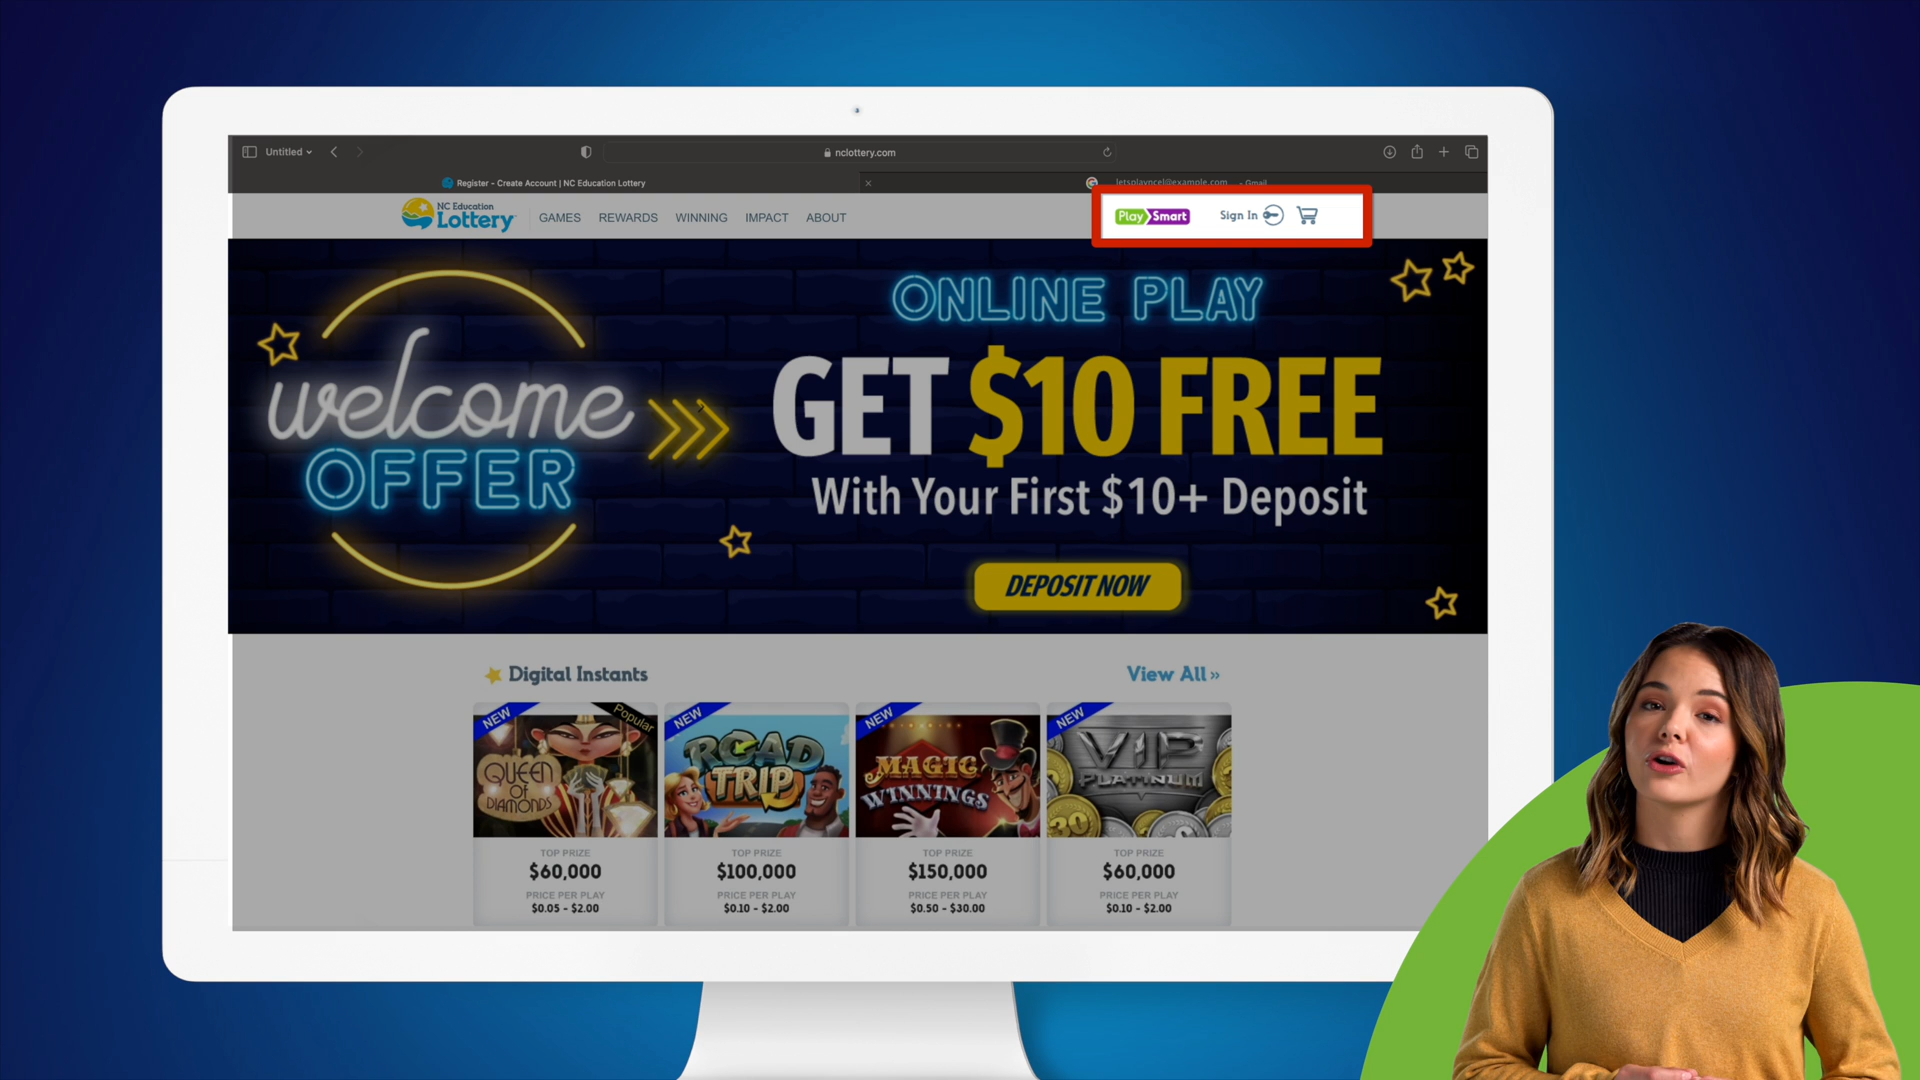 Untitled
nclottery.com
Register - Create Account | NC Education Lottery
letsplayncel@example.com - Gmail
NC Education
Lottery
GAMES REWARDS WINNING IMPACT ABOUT
Play Smart
Sign In
welcome
OFFER
ONLINE PLAY
GET $10 FREE
With Your First $10+ Deposit
DEPOSIT NOW
Digital Instants
View All »
NEW
Popular
QUEEN
OF
DIAMONDS
TOP PRIZE
$60,000
PRICE PER PLAY
$0.05 - $2.00
NEW
ROAD
TRIP
TOP PRIZE
$100,000
PRICE PER PLAY
$0.10 - $2.00
NEW
MAGIC
WINNINGS
TOP PRIZE
$150,000
PRICE PER PLAY
$0.50 - $30.00
NEW
VIP
PLATINUM
30
TOP PRIZE
$60,000
PRICE PER PLAY
$0.10 - $2.00